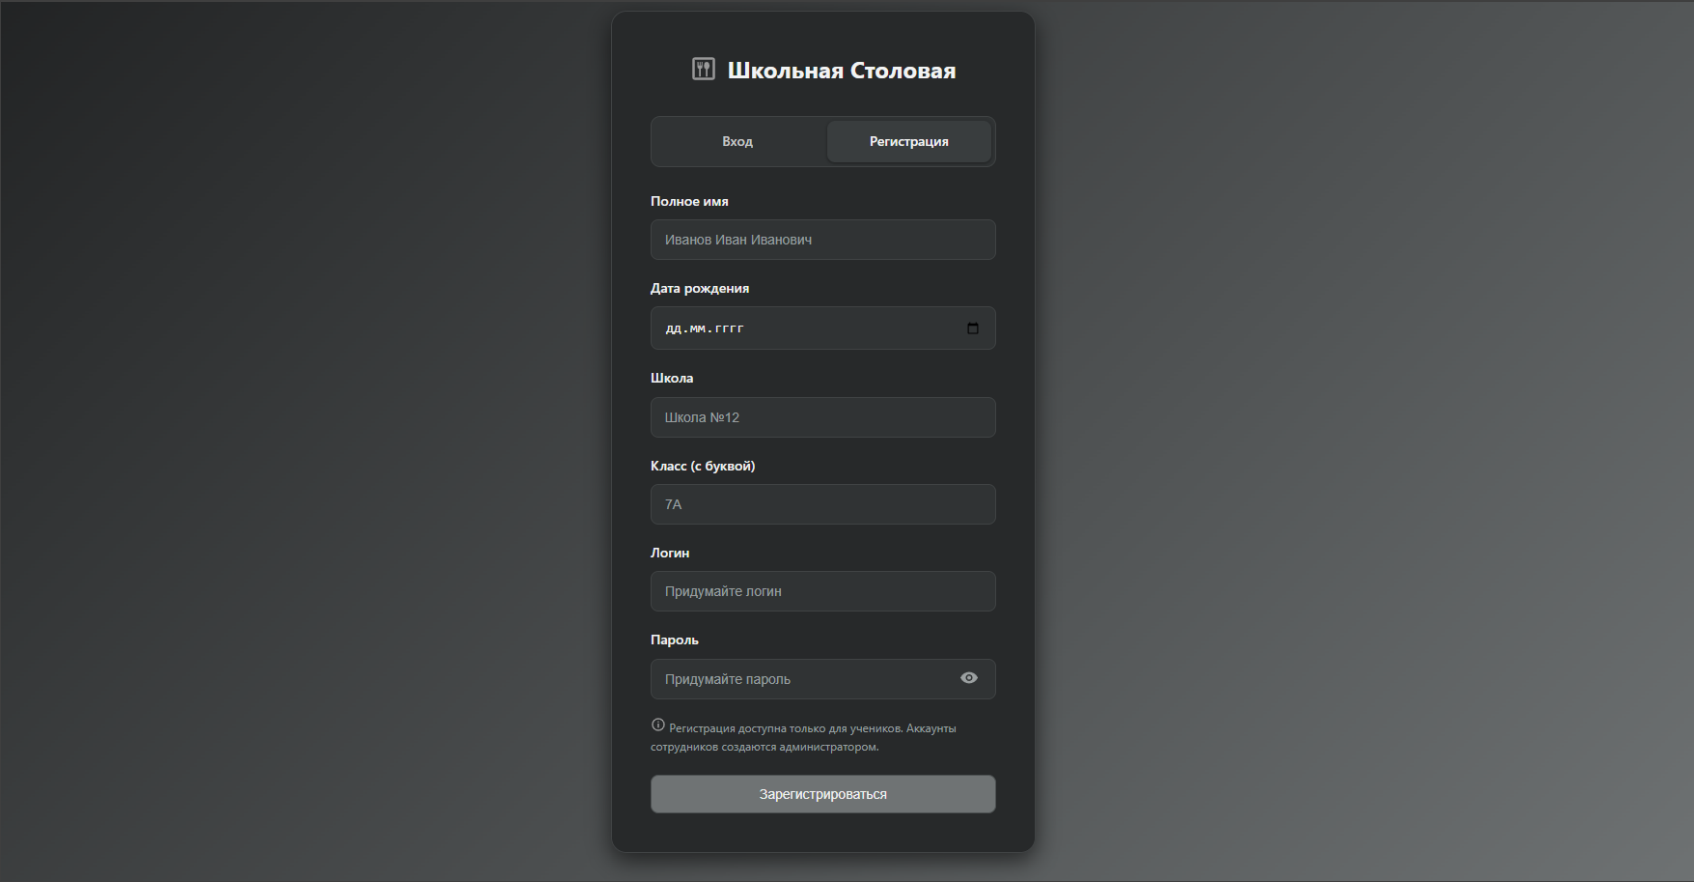 Школьная Столовая
Вход
Регистрация
Полное имя
Иванов Иван Иванович
Дата рождения
дд.мм.гггг
Школа
Школа №12
Класс (с буквой)
7А
Логин
Придумайте логин
Пароль
Придумайте пароль
Регистрация доступна только для учеников. Аккаунты
сотрудников создаются администратором.
Зарегистрироваться